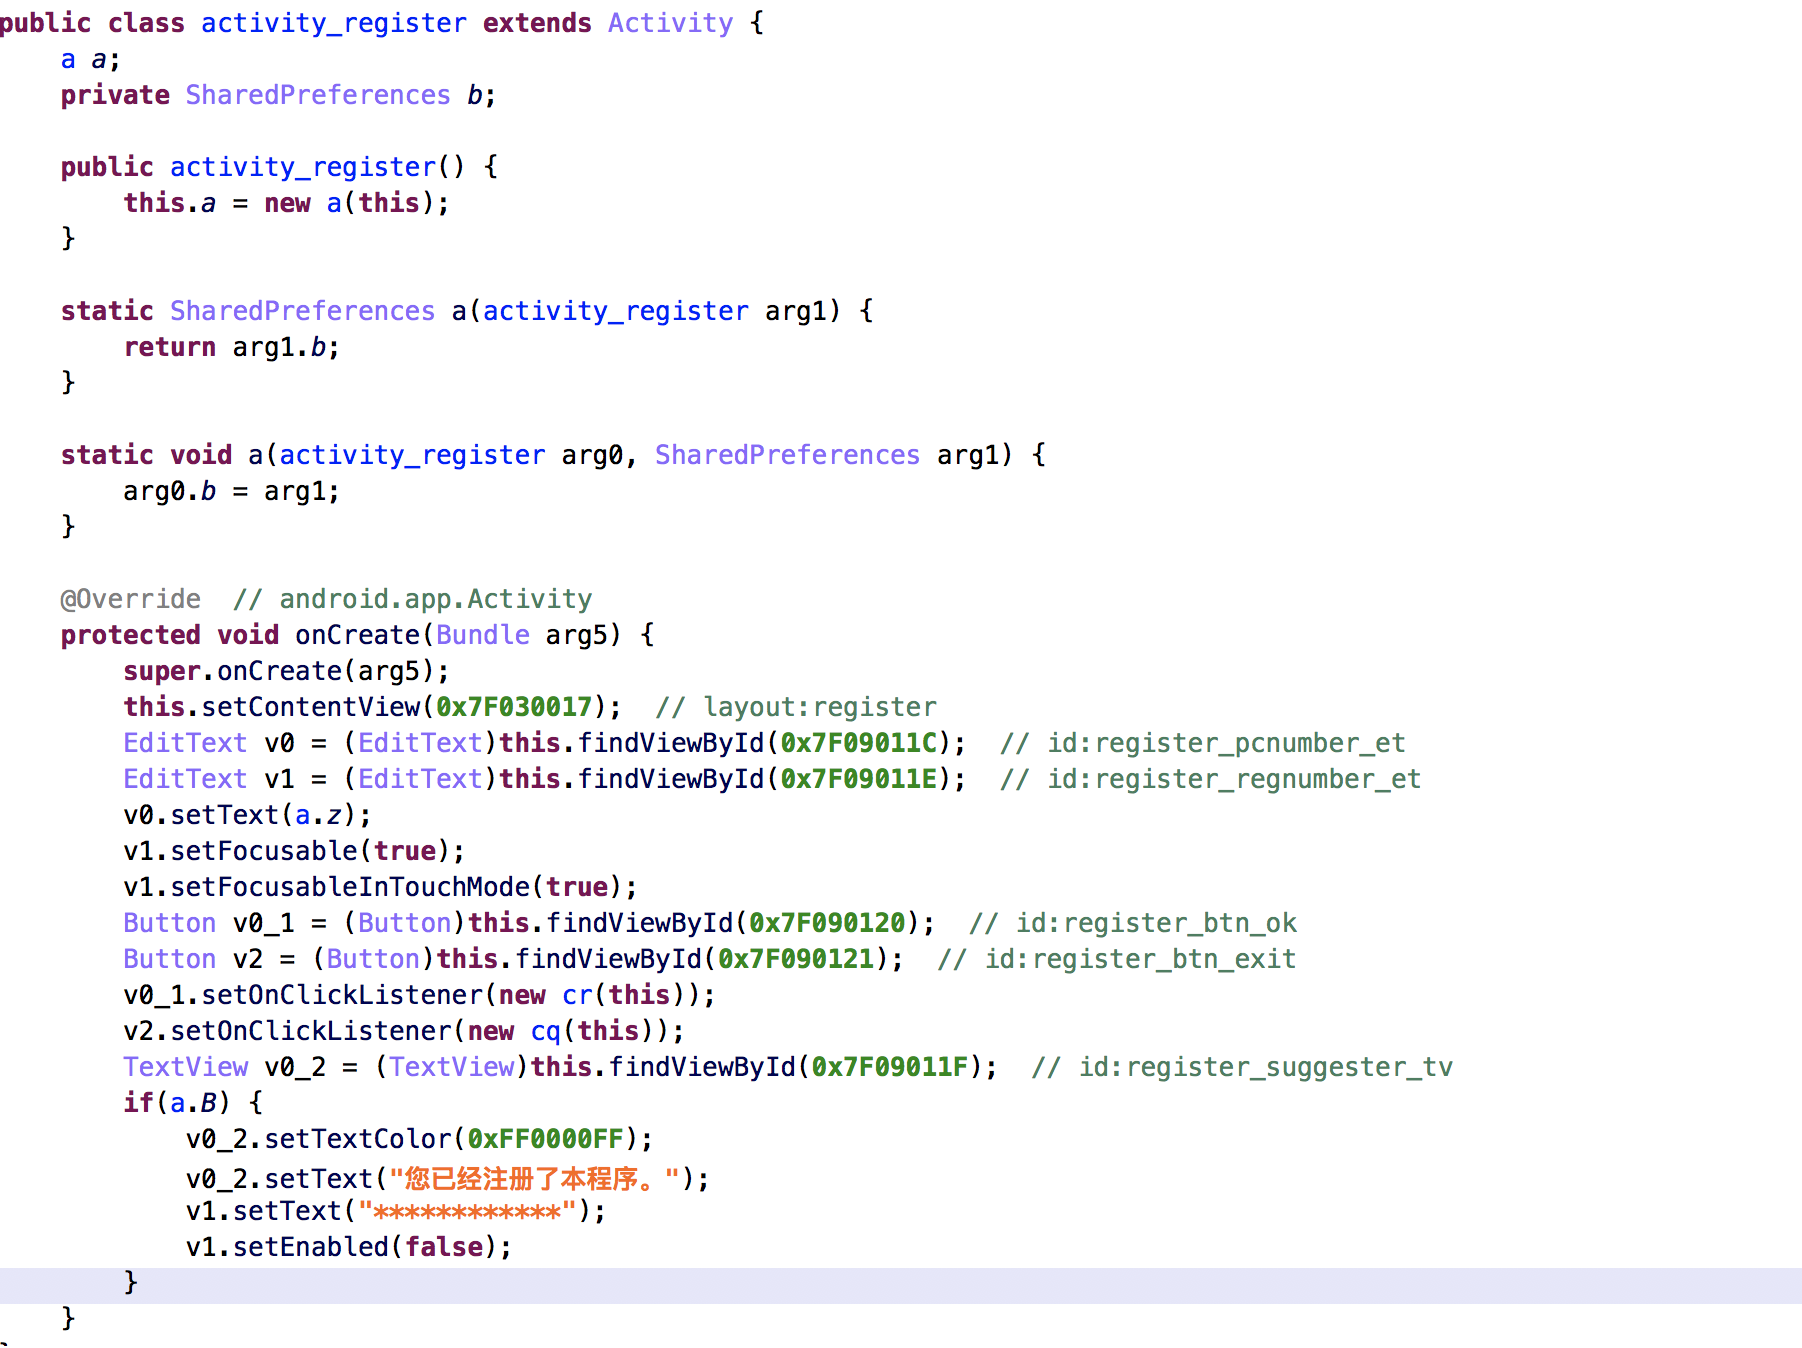 public class activity_register extends Activity {
    a a;
    private SharedPreferences b;

    public activity_register() {
        this.a = new a(this);
    }

    static SharedPreferences a(activity_register arg1) {
        return arg1.b;
    }

    static void a(activity_register arg0, SharedPreferences arg1) {
        arg0.b = arg1;
    }

    @Override  // android.app.Activity
    protected void onCreate(Bundle arg5) {
        super.onCreate(arg5);
        this.setContentView(0x7F030017);  // layout:register
        EditText v0 = (EditText)this.findViewById(0x7F09011C);  // id:register_pcnumber_et
        EditText v1 = (EditText)this.findViewById(0x7F09011E);  // id:register_regnumber_et
        v0.setText(a.z);
        v1.setFocusable(true);
        v1.setFocusableInTouchMode(true);
        Button v0_1 = (Button)this.findViewById(0x7F090120);  // id:register_btn_ok
        Button v2 = (Button)this.findViewById(0x7F090121);  // id:register_btn_exit
        v0_1.setOnClickListener(new cr(this));
        v2.setOnClickListener(new cq(this));
        TextView v0_2 = (TextView)this.findViewById(0x7F09011F);  // id:register_suggester_tv
        if(a.B) {
            v0_2.setTextColor(0xFF0000FF);
            v0_2.setText("您已经注册了本程序。");
            v1.setText("************");
            v1.setEnabled(false);
        }
    }